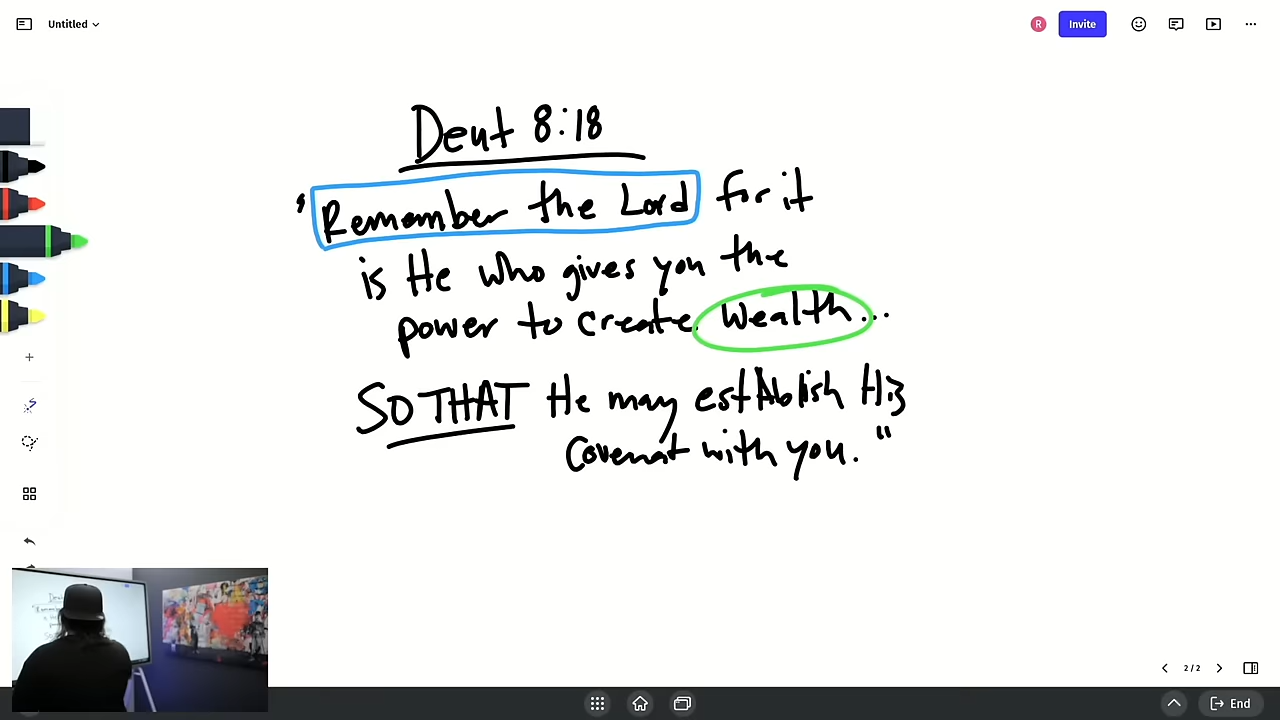 Untitled
R
Invite
Deut 8:18
"Remember the Lord for it
is He who gives you the
power to create Wealth...
SO THAT He may establish His
Covenat with you."
2/2
End